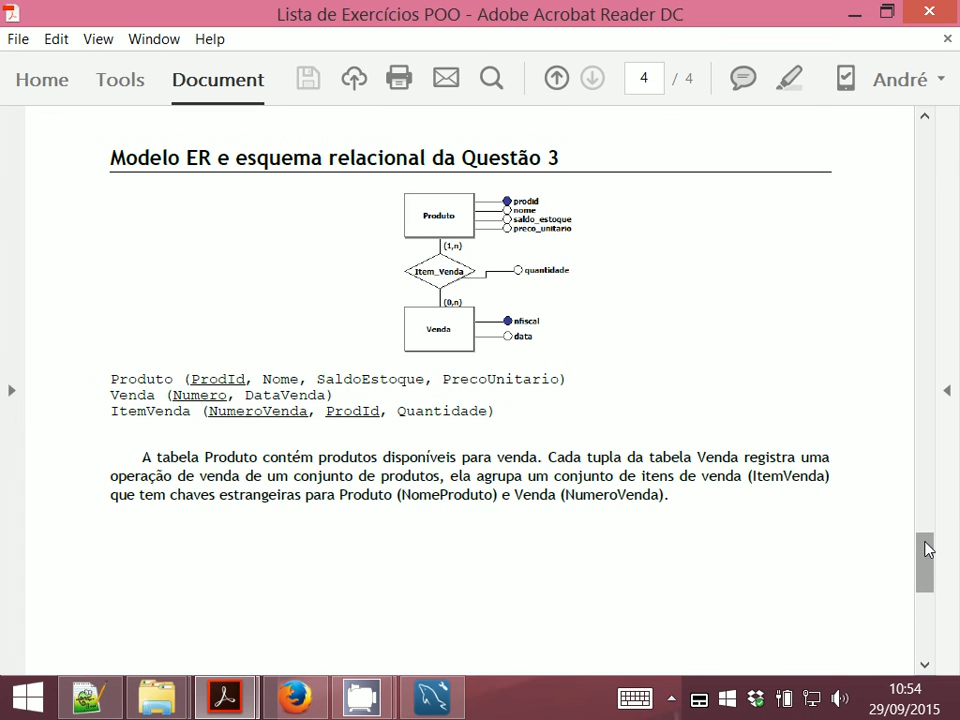 Lista de Exercícios POO - Adobe Acrobat Reader DC
File Edit View Window Help
Home Tools Document 4 / 4 André
Modelo ER e esquema relacional da Questão 3
Produto
prodid
nome
saldo_estoque
preco_unitario
(1,n)
Item_Venda
quantidade
(0,n)
Venda
nfiscal
data
Produto (ProdId, Nome, SaldoEstoque, PrecoUnitario)
Venda (Numero, DataVenda)
ItemVenda (NumeroVenda, ProdId, Quantidade)
A tabela Produto contém produtos disponíveis para venda. Cada tupla da tabela Venda registra uma
operação de venda de um conjunto de produtos, ela agrupa um conjunto de itens de venda (ItemVenda)
que tem chaves estrangeiras para Produto (NomeProduto) e Venda (NumeroVenda).
10:54
29/09/2015